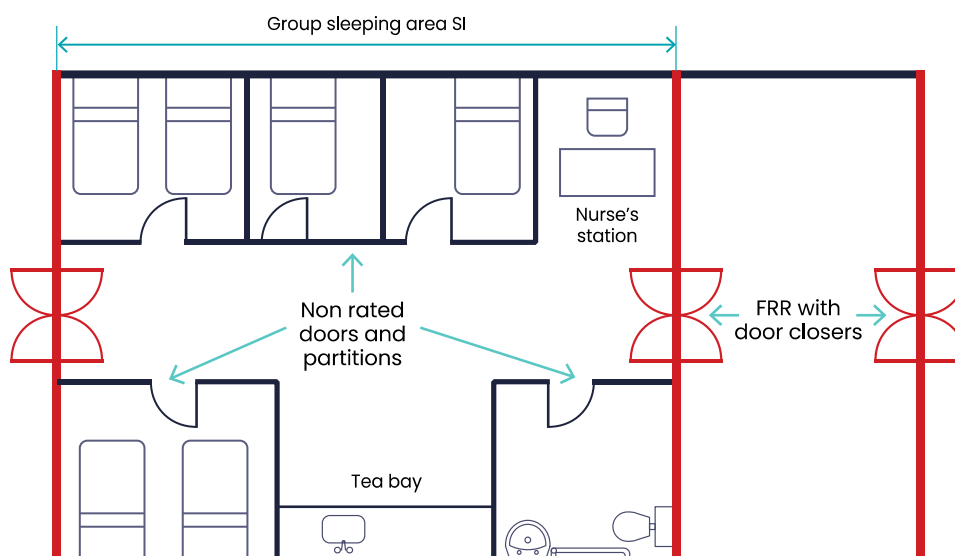 Group sleeping area SI
Nurse's
station
Non rated
doors and
partitions
FRR with
door closers
Tea bay